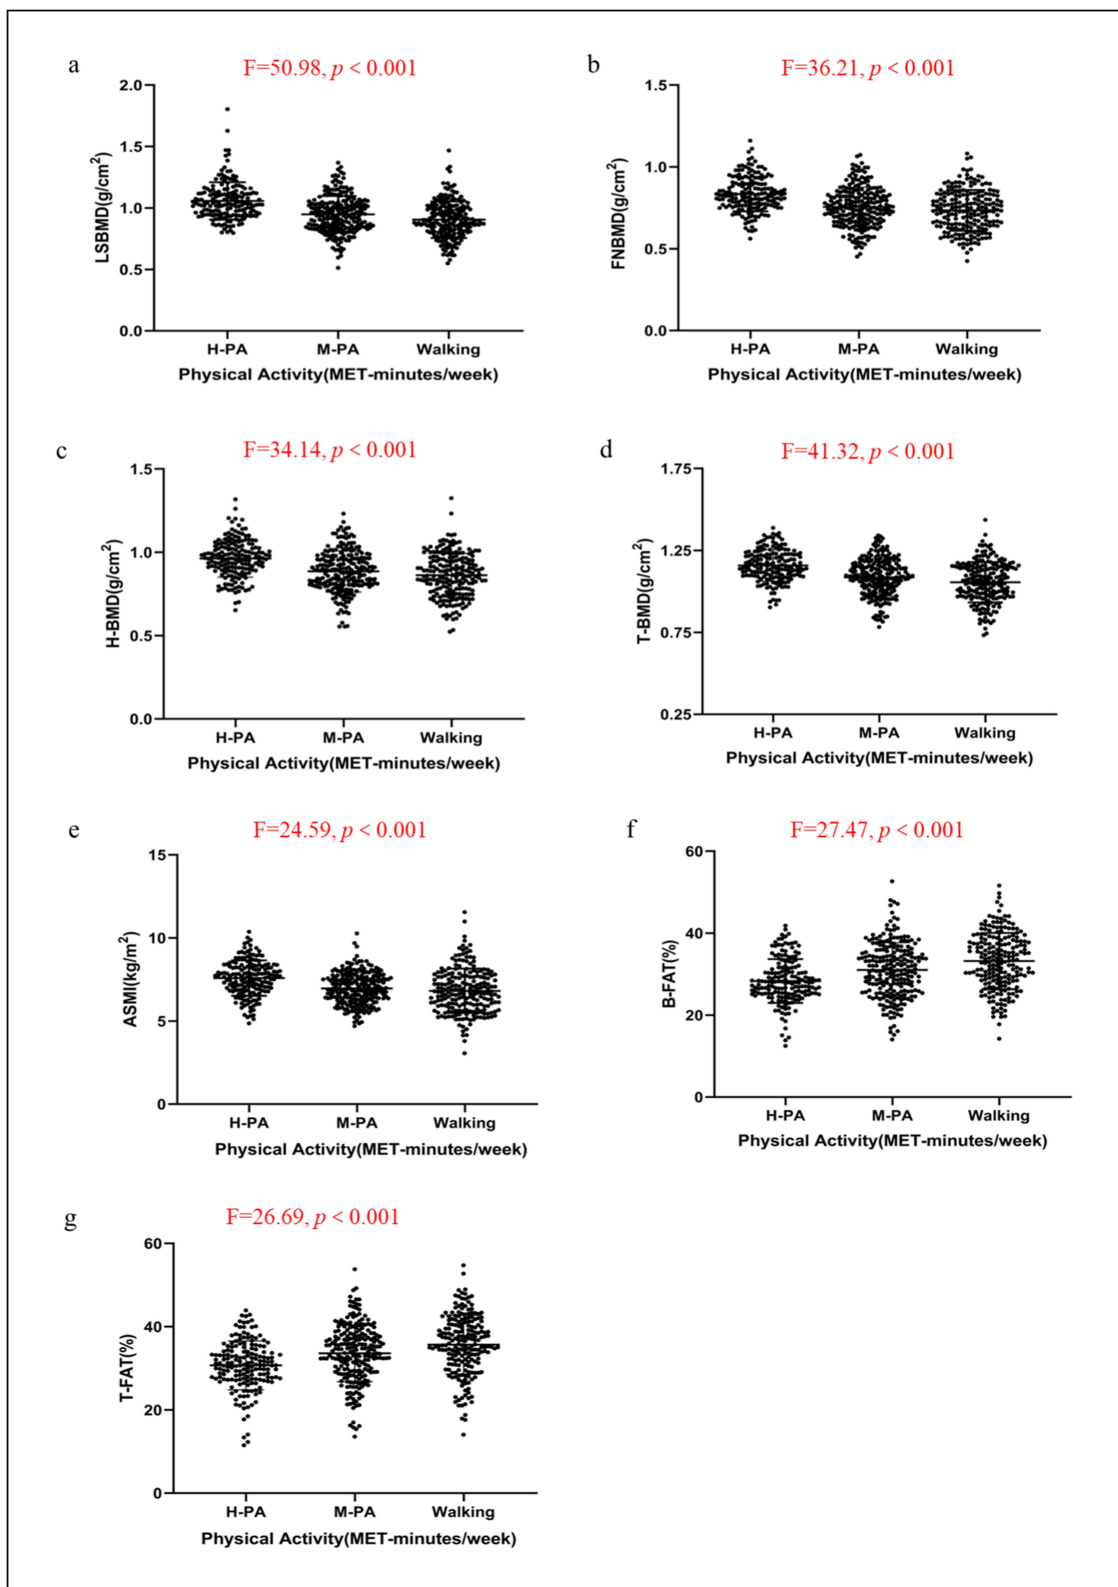 a
F=50.98, p < 0.001
2.0
1.5
1.0
0.5
0.0
LSBMD(g/cm²)
H-PA M-PA Walking
Physical Activity(MET-minutes/week)
b
F=36.21, p < 0.001
1.5
1.0
0.5
0.0
FNBMD(g/cm²)
H-PA M-PA Walking
Physical Activity(MET-minutes/week)
c
F=34.14, p < 0.001
1.5
1.0
0.5
0.0
H-BMD(g/cm²)
H-PA M-PA Walking
Physical Activity(MET-minutes/week)
d
F=41.32, p < 0.001
1.75
1.25
0.75
0.25
T-BMD(g/cm²)
H-PA M-PA Walking
Physical Activity(MET-minutes/week)
e
F=24.59, p < 0.001
15
10
5
0
ASMI(kg/m²)
H-PA M-PA Walking
Physical Activity(MET-minutes/week)
f
F=27.47, p < 0.001
60
40
20
0
B-FAT(%)
H-PA M-PA Walking
Physical Activity(MET-minutes/week)
g
F=26.69, p < 0.001
60
40
20
0
T-FAT(%)
H-PA M-PA Walking
Physical Activity(MET-minutes/week)